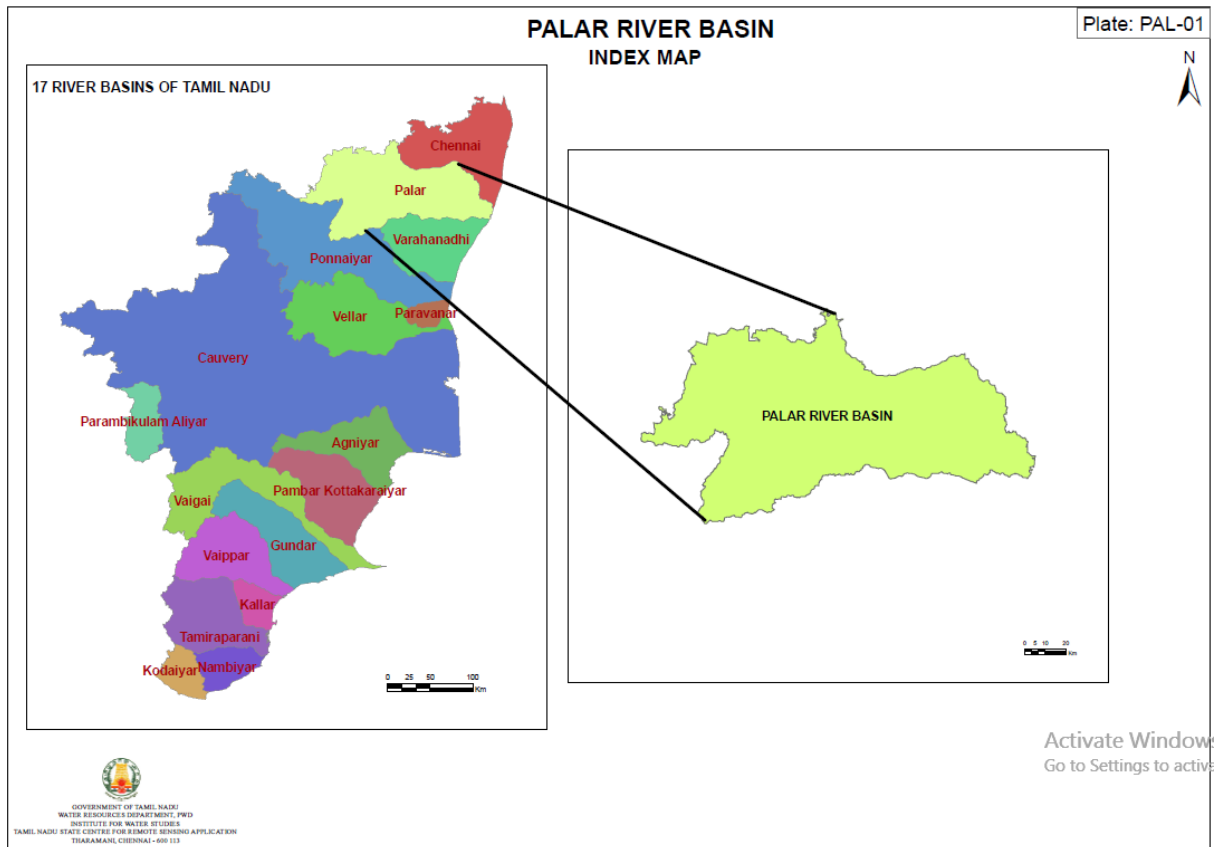 PALAR RIVER BASIN
INDEX MAP
Plate: PAL-01
N
17 RIVER BASINS OF TAMIL NADU
Chennai
Palar
Varahanadhi
Ponnaiyar
Vellar
Paravanar
Cauvery
Parambikulam Aliyar
Agniyar
Vaigai
Pambar Kottakaraiyar
Gundar
Vaippar
Kallar
Tamiraparani
Kodaiyar
Nambiyar
0 25 50 100
Km
PALAR RIVER BASIN
0 5 10 20
Km
Activate Windows
Go to Settings to activa
GOVERNMENT OF TAMIL NADU
WATER RESOURCES DEPARTMENT, PWD
INSTITUTE FOR WATER STUDIES
TAMIL NADU STATE CENTRE FOR REMOTE SENSING APPLICATION
THARAMANI, CHENNAI - 600 113